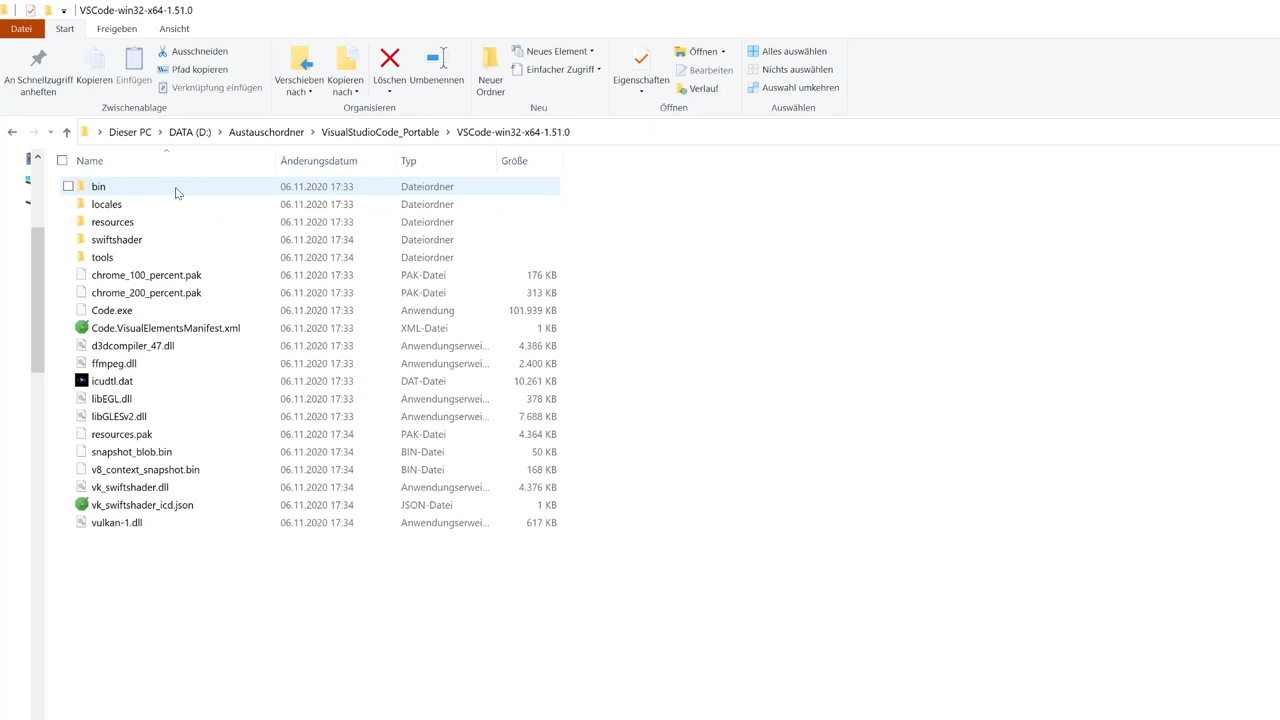 VSCode-win32-x64-1.51.0
Datei Start Freigeben Ansicht
An Schnellzugriff anheften
Kopieren
Einfügen
Ausschneiden
Pfad kopieren
Verknüpfung einfügen
Zwischenablage
Verschieben nach
Kopieren nach
Löschen
Umbenennen
Organisieren
Neuer Ordner
Neues Element
Einfacher Zugriff
Neu
Eigenschaften
Öffnen
Bearbeiten
Verlauf
Öffnen
Alles auswählen
Nichts auswählen
Auswahl umkehren
Auswählen
Dieser PC > DATA (D:) > Austauschordner > VisualStudioCode_Portable > VSCode-win32-x64-1.51.0
Name Änderungsdatum Typ Größe
bin 06.11.2020 17:33 Dateiordner
locales 06.11.2020 17:33 Dateiordner
resources 06.11.2020 17:33 Dateiordner
swiftshader 06.11.2020 17:34 Dateiordner
tools 06.11.2020 17:34 Dateiordner
chrome_100_percent.pak 06.11.2020 17:33 PAK-Datei 176 KB
chrome_200_percent.pak 06.11.2020 17:33 PAK-Datei 313 KB
Code.exe 06.11.2020 17:33 Anwendung 101.939 KB
Code.VisualElementsManifest.xml 06.11.2020 17:33 XML-Datei 1 KB
d3dcompiler_47.dll 06.11.2020 17:33 Anwendungserwei... 4.386 KB
ffmpeg.dll 06.11.2020 17:33 Anwendungserwei... 2.400 KB
icudtl.dat 06.11.2020 17:33 DAT-Datei 10.261 KB
libEGL.dll 06.11.2020 17:33 Anwendungserwei... 378 KB
libGLESv2.dll 06.11.2020 17:33 Anwendungserwei... 7.688 KB
resources.pak 06.11.2020 17:34 PAK-Datei 4.364 KB
snapshot_blob.bin 06.11.2020 17:34 BIN-Datei 50 KB
v8_context_snapshot.bin 06.11.2020 17:34 BIN-Datei 168 KB
vk_swiftshader.dll 06.11.2020 17:34 Anwendungserwei... 4.376 KB
vk_swiftshader_icd.json 06.11.2020 17:34 JSON-Datei 1 KB
vulkan-1.dll 06.11.2020 17:34 Anwendungserwei... 617 KB